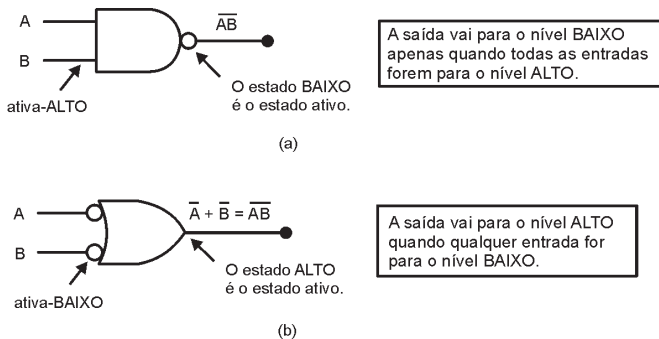 A
B
ativa-ALTO
A̅B̅
O estado BAIXO
é o estado ativo.
A saída vai para o nível BAIXO
apenas quando todas as entradas
forem para o nível ALTO.
(a)
A
B
ativa-BAIXO
A̅ + B̅ = A̅B̅
O estado ALTO
é o estado ativo.
A saída vai para o nível ALTO
quando qualquer entrada for
para o nível BAIXO.
(b)